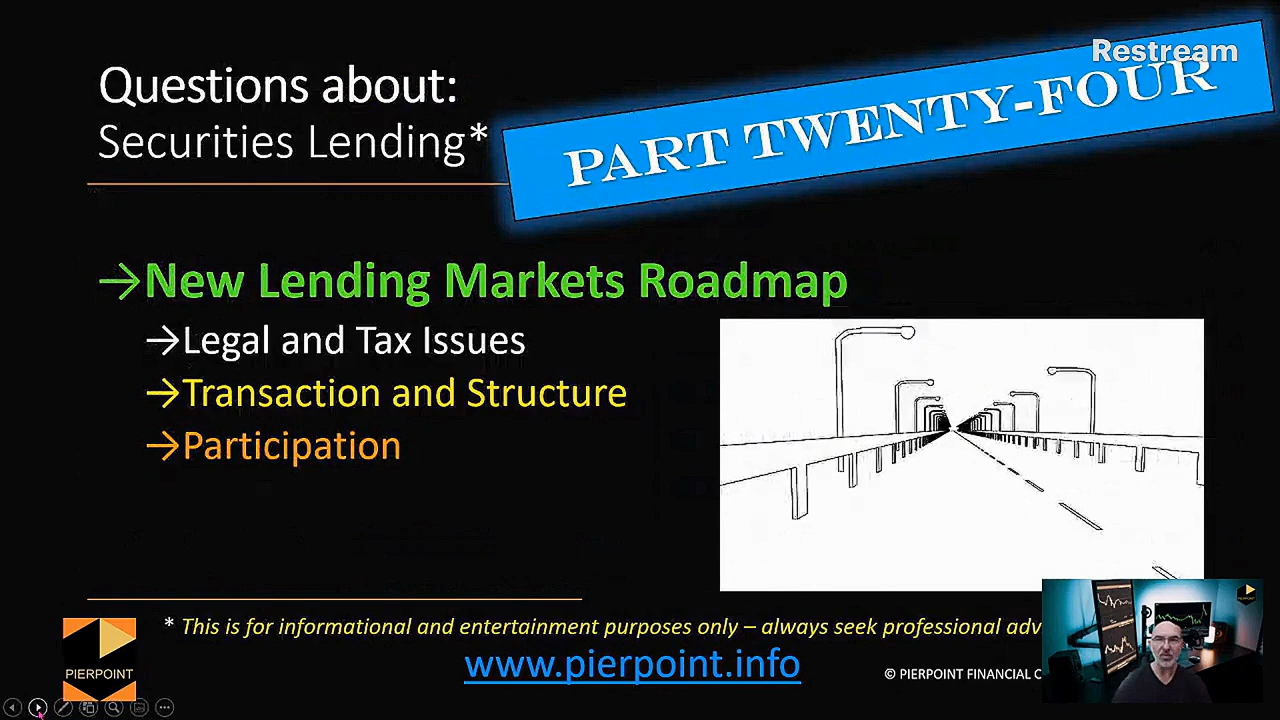 Restream
PART TWENTY-FOUR
Questions about:
Securities Lending*
→New Lending Markets Roadmap
→Legal and Tax Issues
→Transaction and Structure
→Participation
* This is for informational and entertainment purposes only – always seek professional adv
www.pierpoint.info
© PIERPOINT FINANCIAL C
PIERPOINT